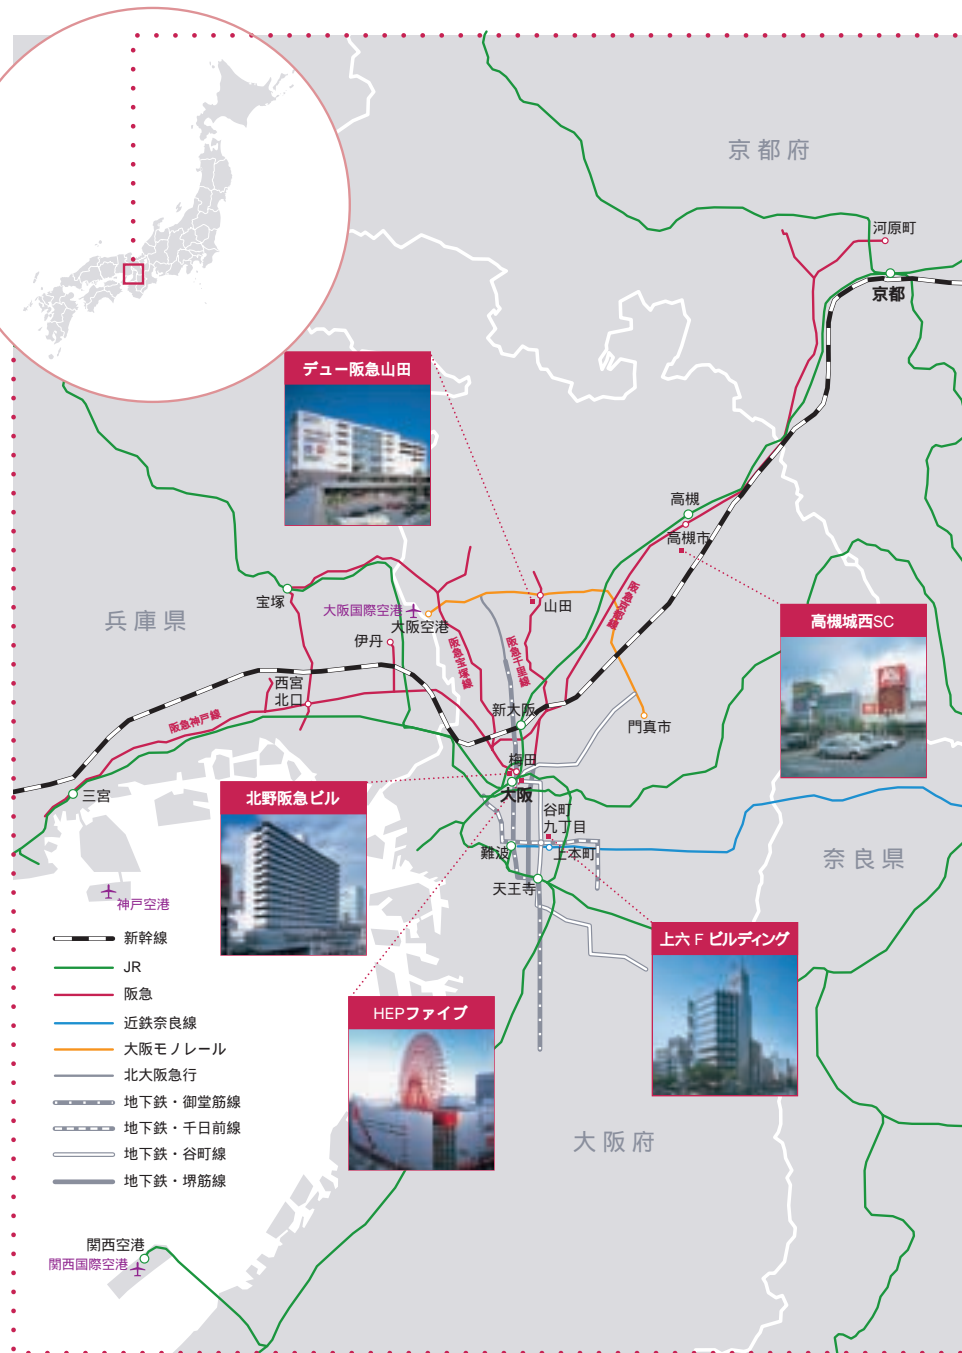 京都府
河原町
京都
デュー阪急山田
高槻
高槻市
兵庫県
宝塚
大阪国際空港
大阪空港
伊丹
山田
阪急京都線
阪急宝塚線
阪急千里線
高槻城西SC
西宮
北口
阪急神戸線
新大阪
門真市
梅田
大阪
北野阪急ビル
三宮
谷町
九丁目
難波
上本町
天王寺
奈良県
神戸空港
上六 F ビルディング
HEPファイブ
新幹線
JR
阪急
近鉄奈良線
大阪モノレール
北大阪急行
地下鉄・御堂筋線
地下鉄・千日前線
地下鉄・谷町線
地下鉄・堺筋線
大阪府
関西空港
関西国際空港